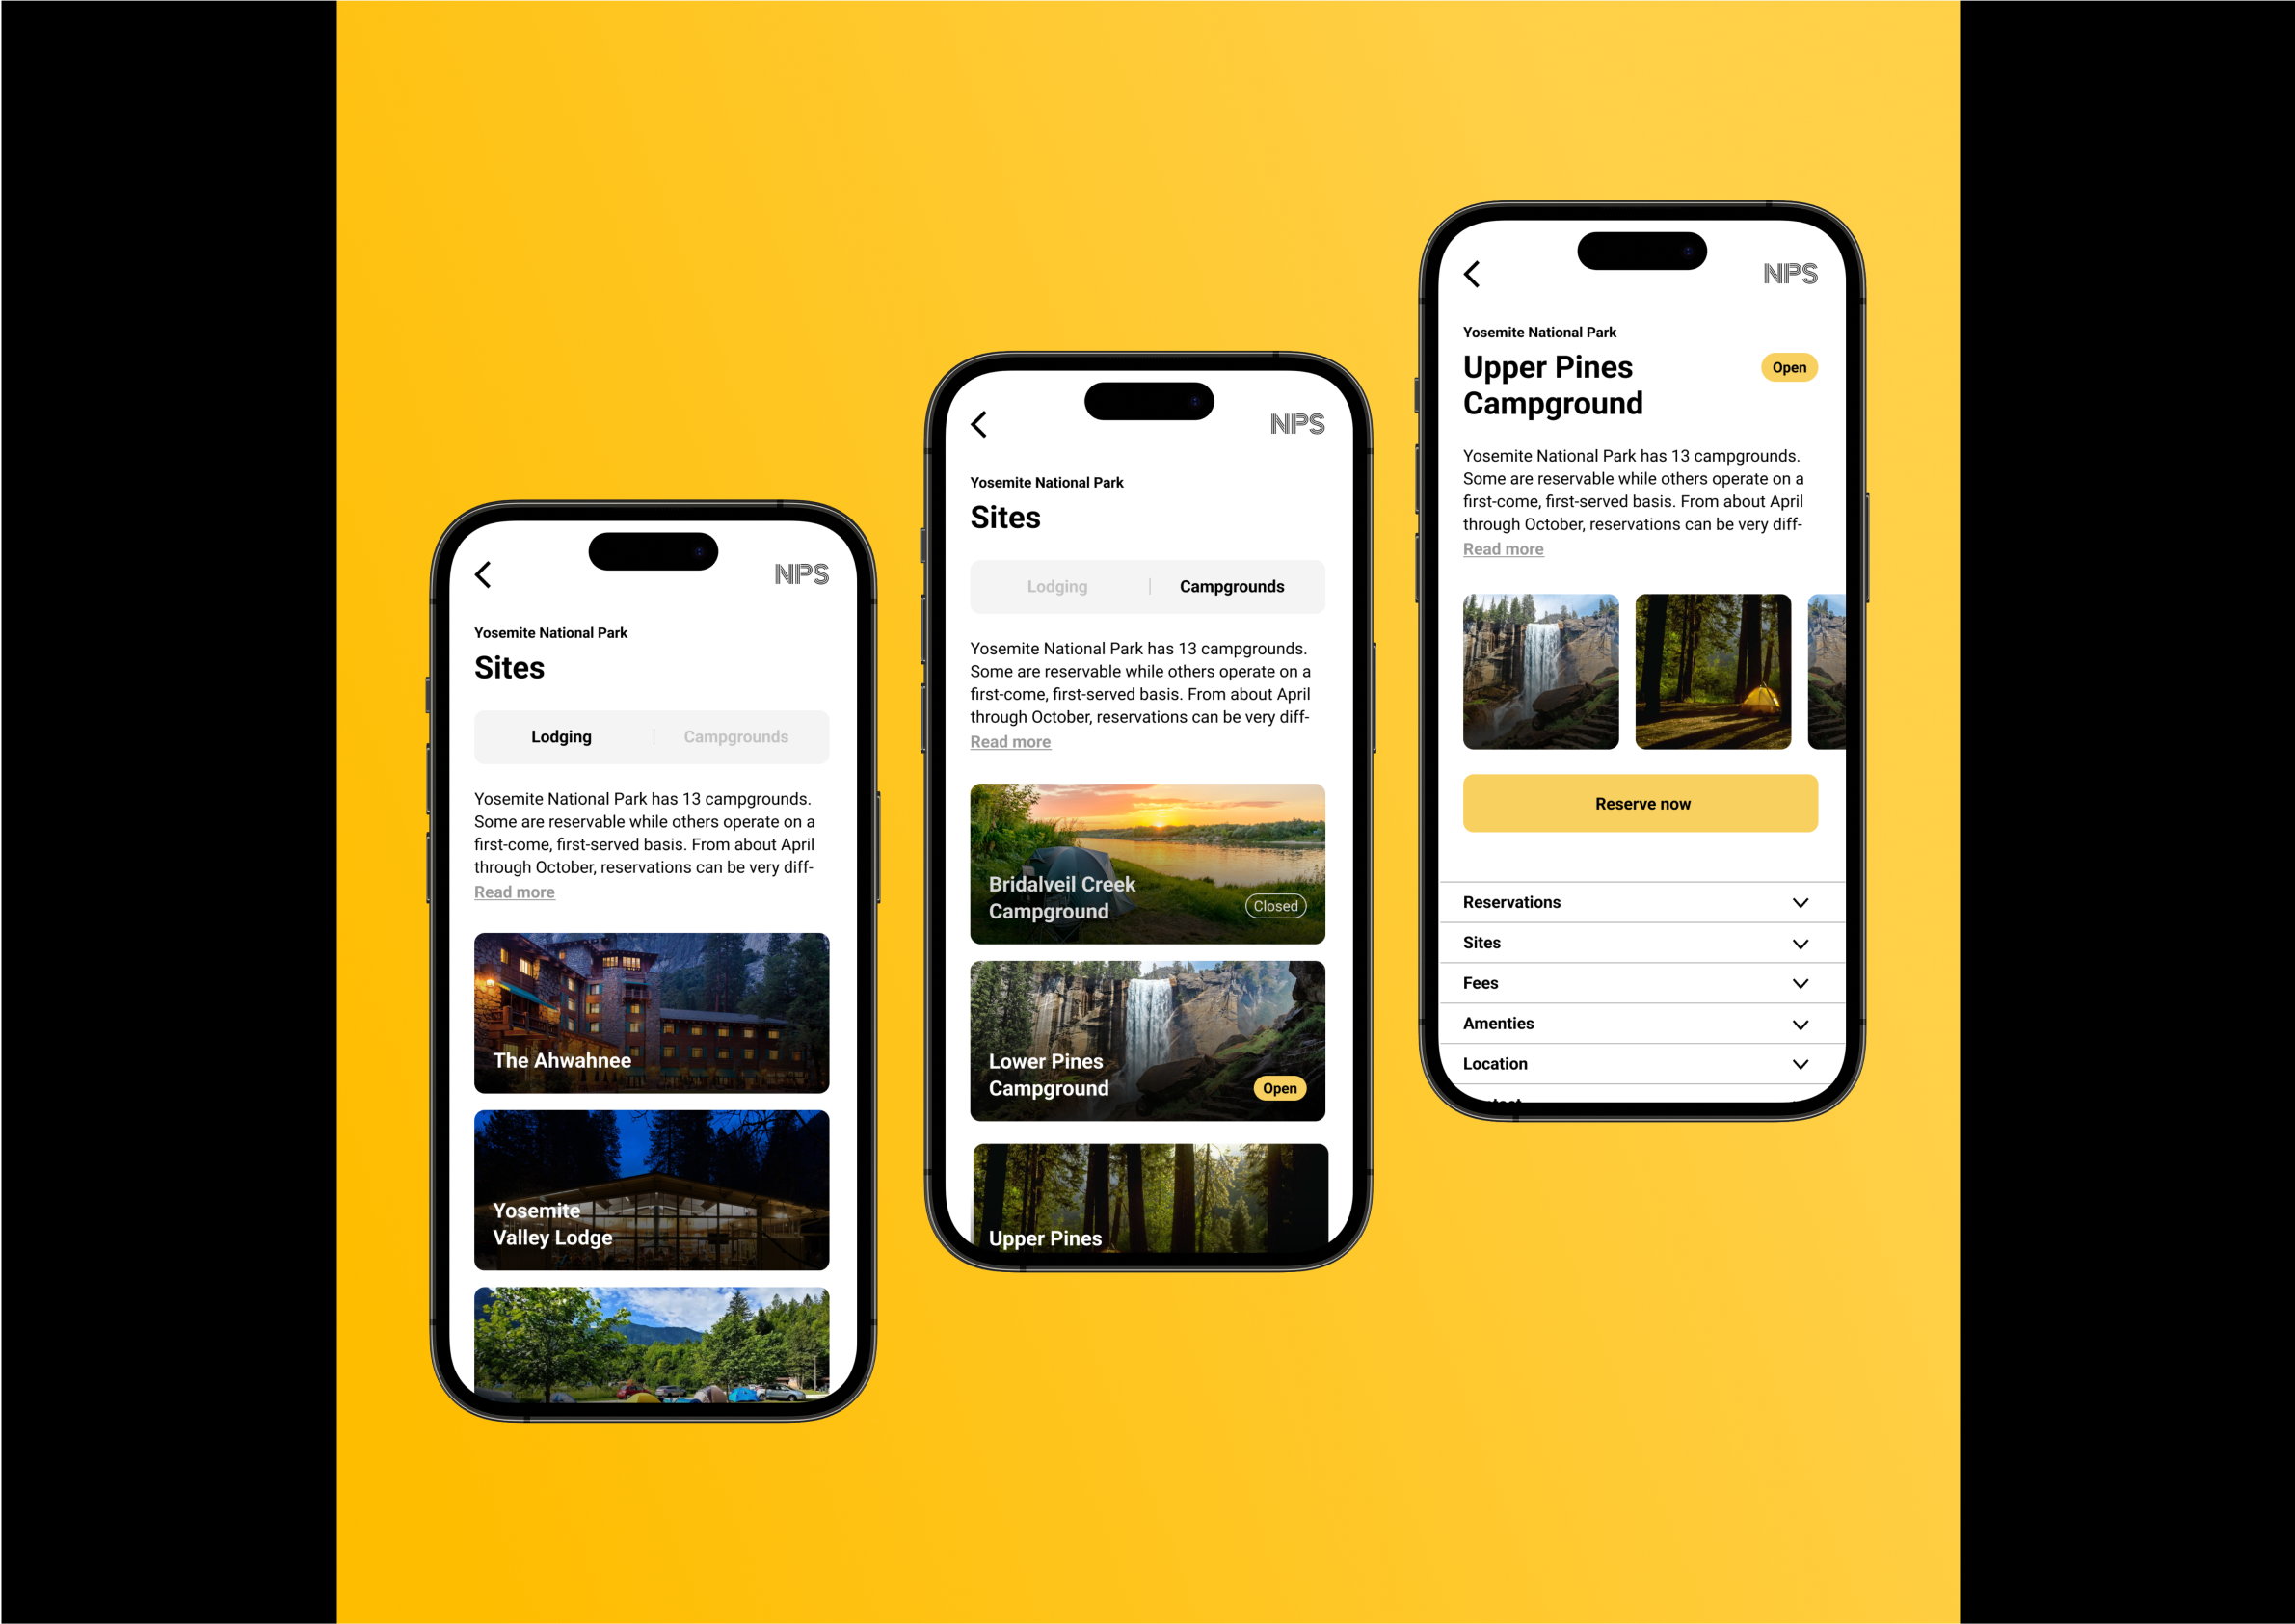 NPS
Yosemite National Park
Sites
Lodging | Campgrounds
Yosemite National Park has 13 campgrounds.
Some are reservable while others operate on a
first-come, first-served basis. From about April
through October, reservations can be very diff-
Read more
The Ahwahnee
Yosemite
Valley Lodge
NPS
Yosemite National Park
Sites
Lodging | Campgrounds
Yosemite National Park has 13 campgrounds.
Some are reservable while others operate on a
first-come, first-served basis. From about April
through October, reservations can be very diff-
Read more
Bridalveil Creek
Campground
Closed
Lower Pines
Campground
Open
Upper Pines
NPS
Yosemite National Park
Upper Pines
Campground
Open
Yosemite National Park has 13 campgrounds.
Some are reservable while others operate on a
first-come, first-served basis. From about April
through October, reservations can be very diff-
Read more
Reserve now
Reservations
Sites
Fees
Amenties
Location